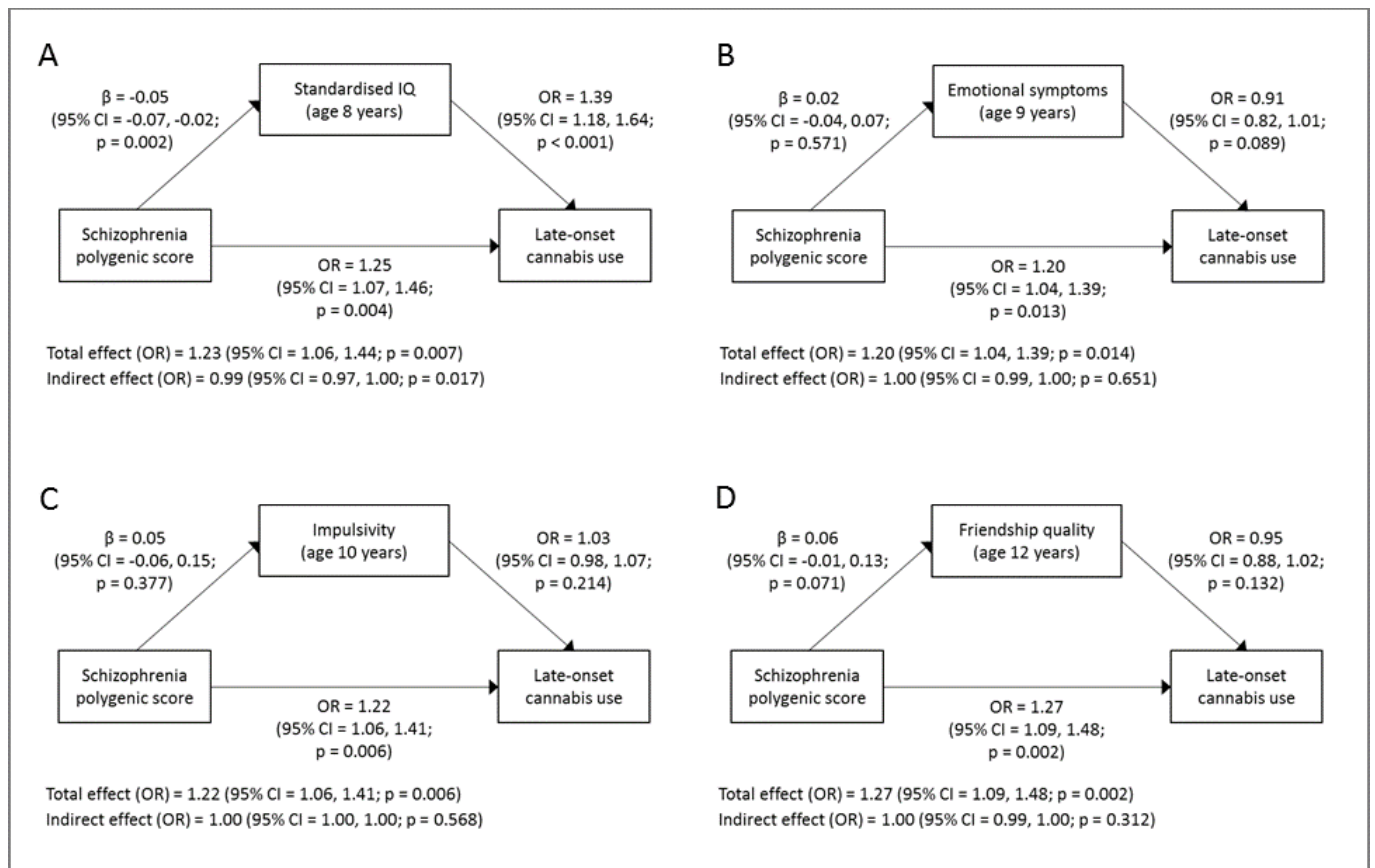 A
Standardised IQ
(age 8 years)
β = -0.05
(95% CI = -0.07, -0.02;
p = 0.002)
OR = 1.39
(95% CI = 1.18, 1.64;
p < 0.001)
Schizophrenia
polygenic score
Late-onset
cannabis use
OR = 1.25
(95% CI = 1.07, 1.46;
p = 0.004)
Total effect (OR) = 1.23 (95% CI = 1.06, 1.44; p = 0.007)
Indirect effect (OR) = 0.99 (95% CI = 0.97, 1.00; p = 0.017)
B
Emotional symptoms
(age 9 years)
β = 0.02
(95% CI = -0.04, 0.07;
p = 0.571)
OR = 0.91
(95% CI = 0.82, 1.01;
p = 0.089)
Schizophrenia
polygenic score
Late-onset
cannabis use
OR = 1.20
(95% CI = 1.04, 1.39;
p = 0.013)
Total effect (OR) = 1.20 (95% CI = 1.04, 1.39; p = 0.014)
Indirect effect (OR) = 1.00 (95% CI = 0.99, 1.00; p = 0.651)
C
Impulsivity
(age 10 years)
β = 0.05
(95% CI = -0.06, 0.15;
p = 0.377)
OR = 1.03
(95% CI = 0.98, 1.07;
p = 0.214)
Schizophrenia
polygenic score
Late-onset
cannabis use
OR = 1.22
(95% CI = 1.06, 1.41;
p = 0.006)
Total effect (OR) = 1.22 (95% CI = 1.06, 1.41; p = 0.006)
Indirect effect (OR) = 1.00 (95% CI = 1.00, 1.00; p = 0.568)
D
Friendship quality
(age 12 years)
β = 0.06
(95% CI = -0.01, 0.13;
p = 0.071)
OR = 0.95
(95% CI = 0.88, 1.02;
p = 0.132)
Schizophrenia
polygenic score
Late-onset
cannabis use
OR = 1.27
(95% CI = 1.09, 1.48;
p = 0.002)
Total effect (OR) = 1.27 (95% CI = 1.09, 1.48; p = 0.002)
Indirect effect (OR) = 1.00 (95% CI = 0.99, 1.00; p = 0.312)